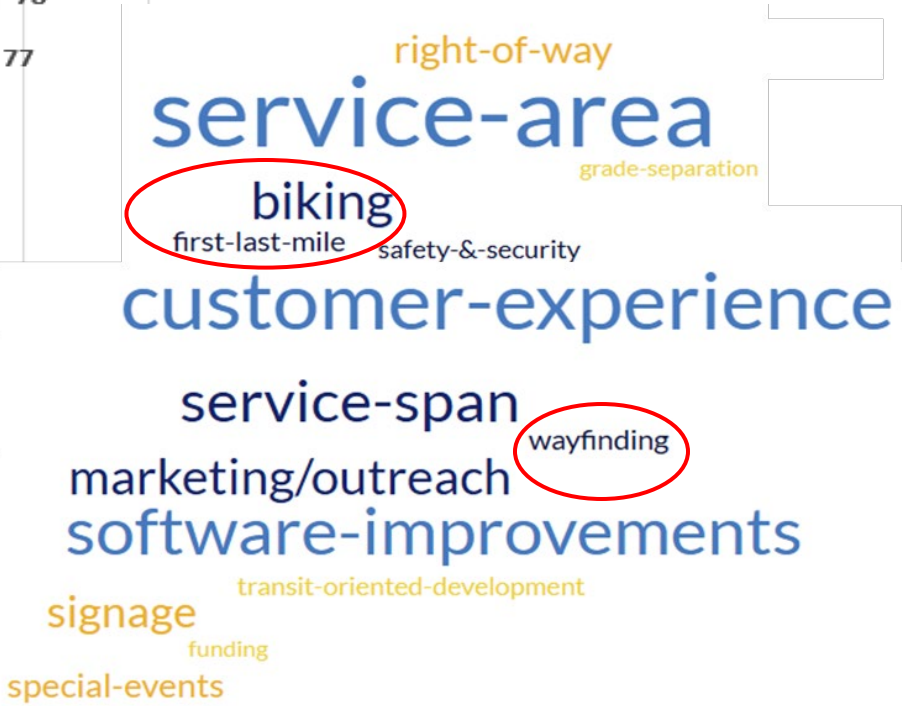 77
right-of-way
service-area
grade-separation
biking
first-last-mile
safety-&-security
customer-experience
service-span
wayfinding
marketing/outreach
software-improvements
transit-oriented-development
signage
funding
special-events